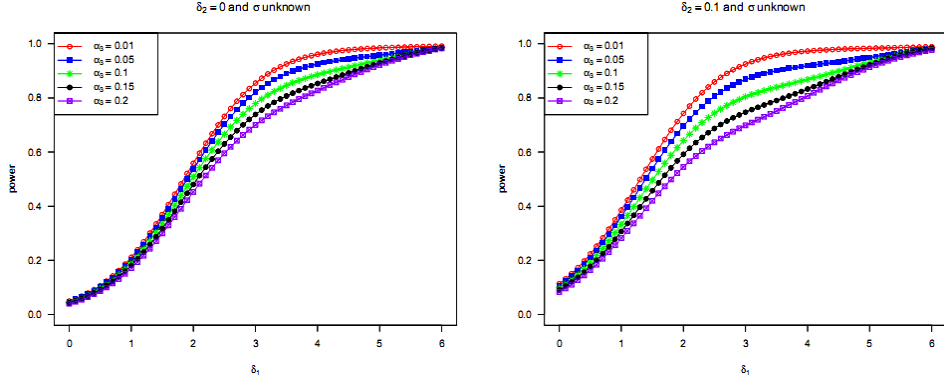 δ₂ = 0 and σ unknown
α₃ = 0.01
α₃ = 0.05
α₃ = 0.1
α₃ = 0.15
α₃ = 0.2
power
1.0
0.8
0.6
0.4
0.2
0.0
0 1 2 3 4 5 6
δ₁
δ₂ = 0.1 and σ unknown
α₃ = 0.01
α₃ = 0.05
α₃ = 0.1
α₃ = 0.15
α₃ = 0.2
power
1.0
0.8
0.6
0.4
0.2
0.0
0 1 2 3 4 5 6
δ₁